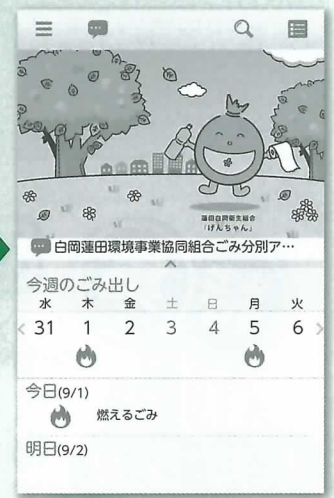 蓮田白岡衛生組合
「けんちゃん」
白岡蓮田環境事業協同組合ごみ分別ア…
今週のごみ出し
水 木 金 土 日 月 火
31 1 2 3 4 5 6
今日(9/1)
燃えるごみ
明日(9/2)